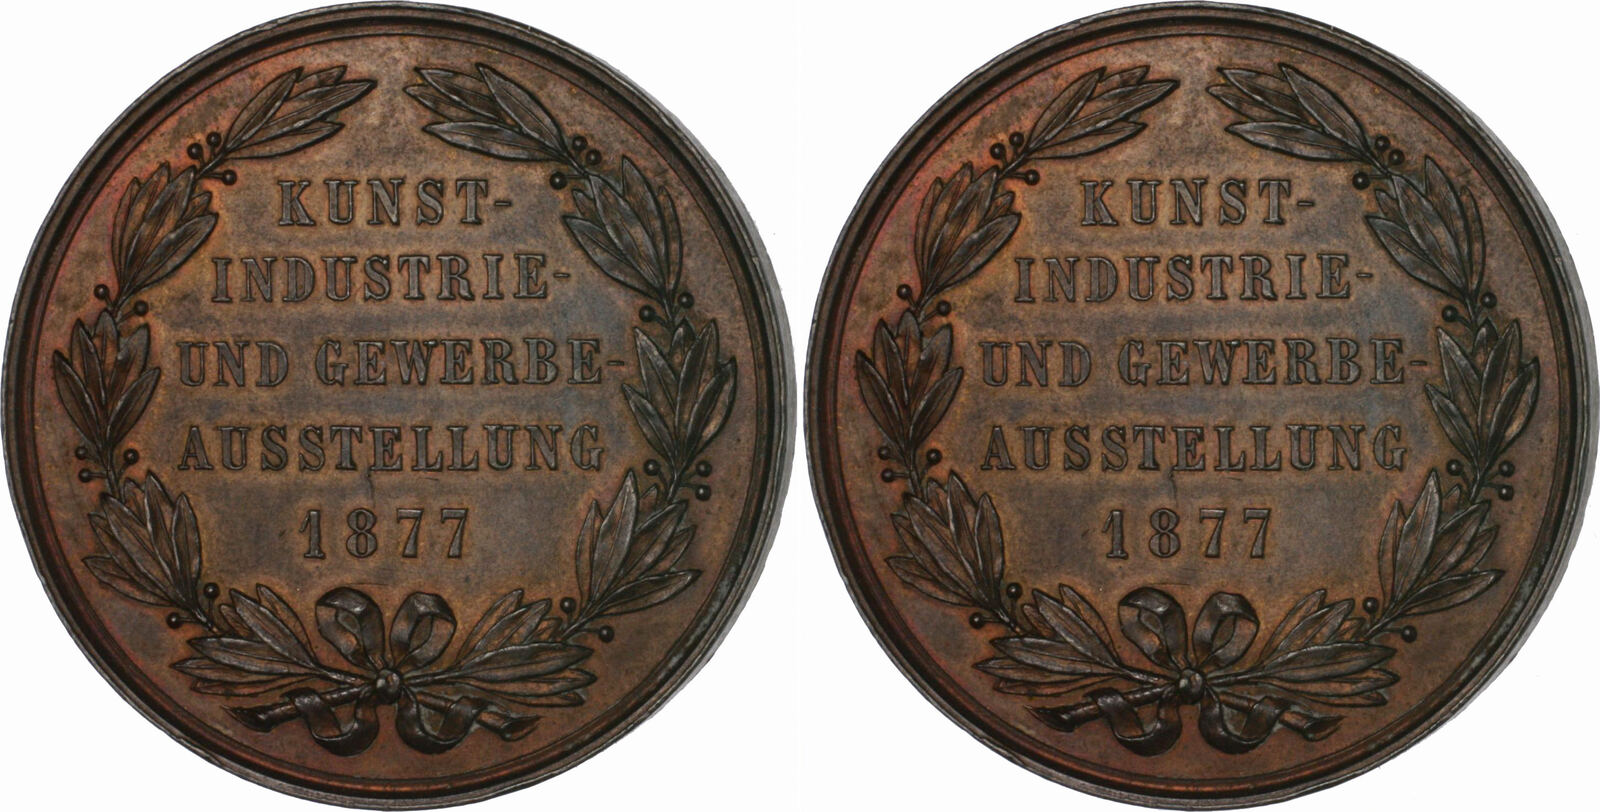 KUNST-
INDUSTRIE-
UND GEWERBE-
AUSSTELLUNG
1877
KUNST-
INDUSTRIE-
UND GEWERBE-
AUSSTELLUNG
1877